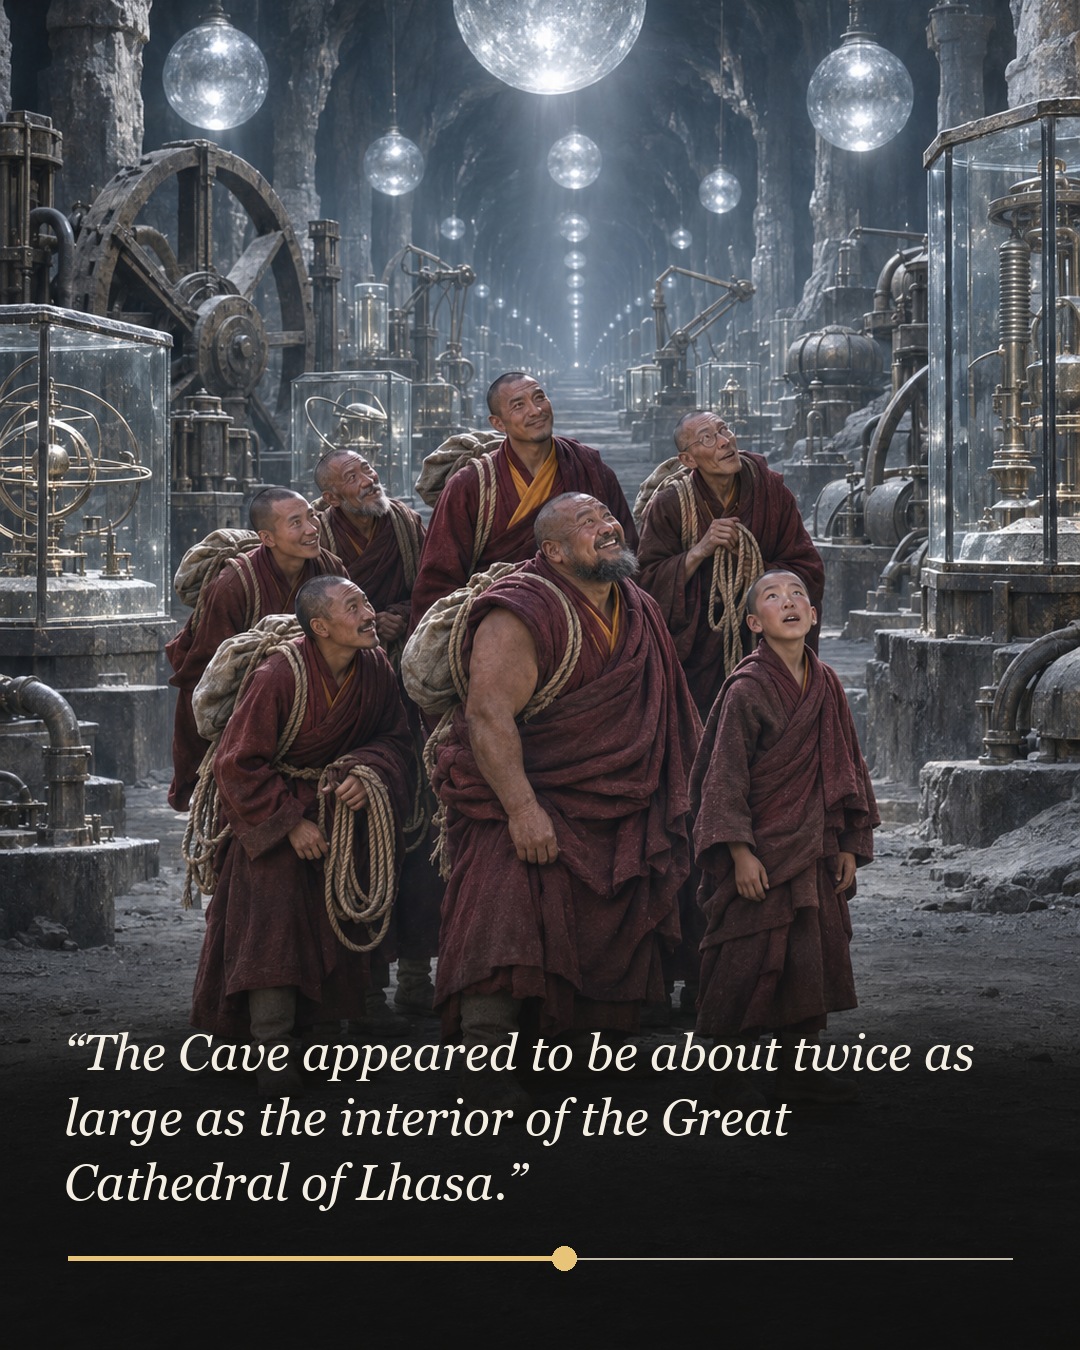 “The Cave appeared to be about twice as
large as the interior of the Great
Cathedral of Lhasa.”